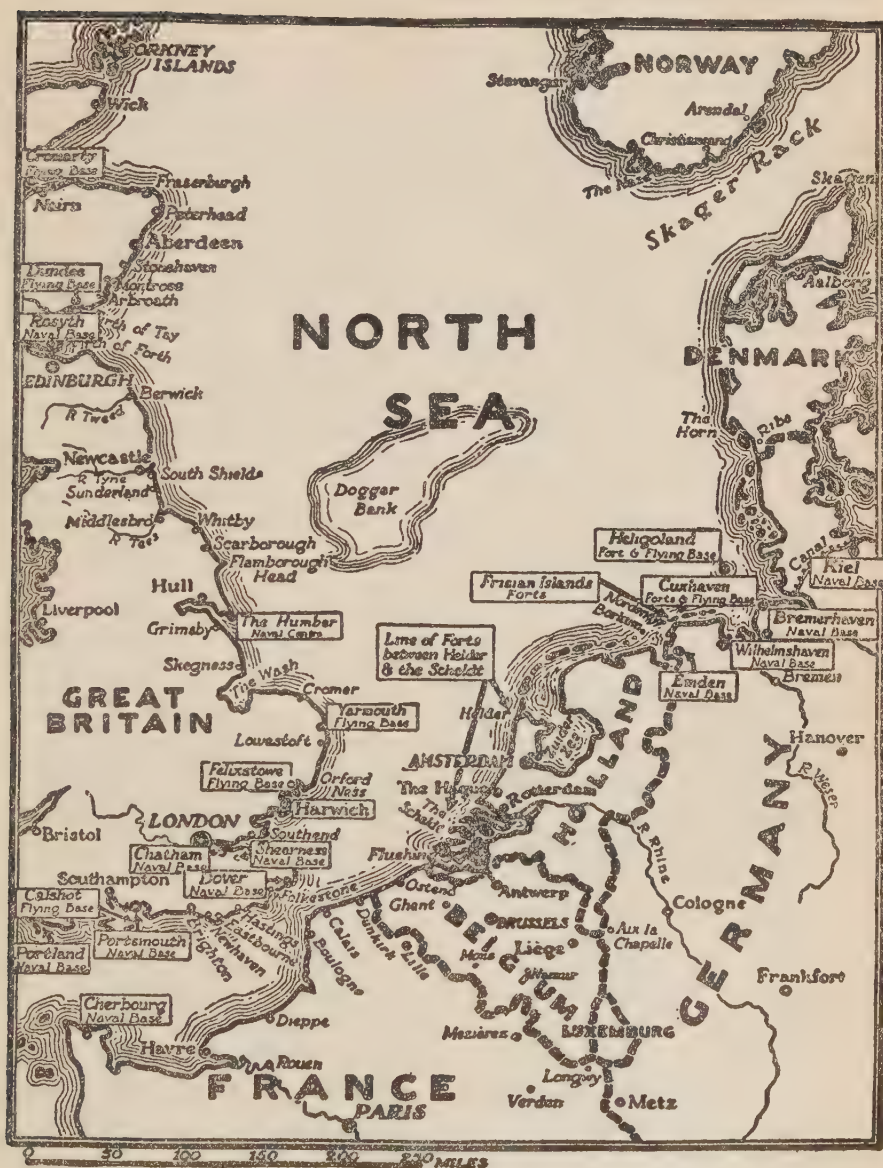 ORKNEY
ISLANDS
Wick
Cromarty
Flying Base
Nairn
Fraserburgh
Peterhead
Aberdeen
Stonehaven
Dundee
Flying Base
Montrose
Arbroath
Rosyth
Naval Base
Firth of Tay
Firth of Forth
EDINBURGH
Berwick
R Tweed
Newcastle
R Tyne
South Shields
Sunderland
Middlesbro
R Tees
Whitby
Scarborough
Flamborough
Head
Hull
Liverpool
Grimsby
The Humber
Naval Centre
Skegness
The Wash
Cromer
GREAT
BRITAIN
Yarmouth
Flying Base
Lowestoft
Felixstowe
Flying Base
Orford
Ness
Harwich
LONDON
Bristol
Southend
Chatham
Naval Base
Sheerness
Naval Base
Southampton
Dover
Naval Base
Folkestone
Calshot
Flying Base
Hastings
Eastbourne
Newhaven
Brighton
Portsmouth
Naval Base
Portland
Naval Base
NORTH
SEA
Dogger
Bank
NORWAY
Stavanger
Arendal
Christiansand
The Naze
Skager Rack
Skagen
Aalborg
DENMARK
The
Horn
Ribe
Heligoland
Fort & Flying Base
Canal
Kiel
Naval Base
Frisian Islands
Forts
Cuxhaven
Forts & Flying Base
Borkum
Bremerhaven
Naval Base
Wilhelmshaven
Naval Base
Bremen
Emden
Naval Base
Line of Forts
between Helder
& the Scheldt
Helder
Zuider
Zee
AMSTERDAM
The Hague
Rotterdam
The
Scheldt
HOLLAND
Hanover
R Weser
R Rhine
GERMANY
Flushing
Ostend
Ghent
Antwerp
BRUSSELS
BELGIUM
Liège
Mons
Namur
Aix la
Chapelle
Cologne
Frankfort
Calais
Dunkirk
Lille
Boulogne
Mezières
LUXEMBURG
Longwy
Verdun
Metz
Cherbourg
Naval Base
Dieppe
Havre
Rouen
FRANCE
PARIS
0 50 100 150 200 250 MILES